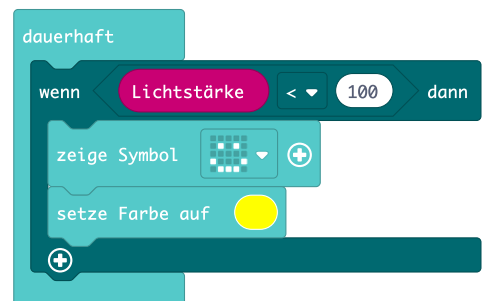 dauerhaft
wenn Lichtstärke < 100 dann
zeige Symbol
setze Farbe auf